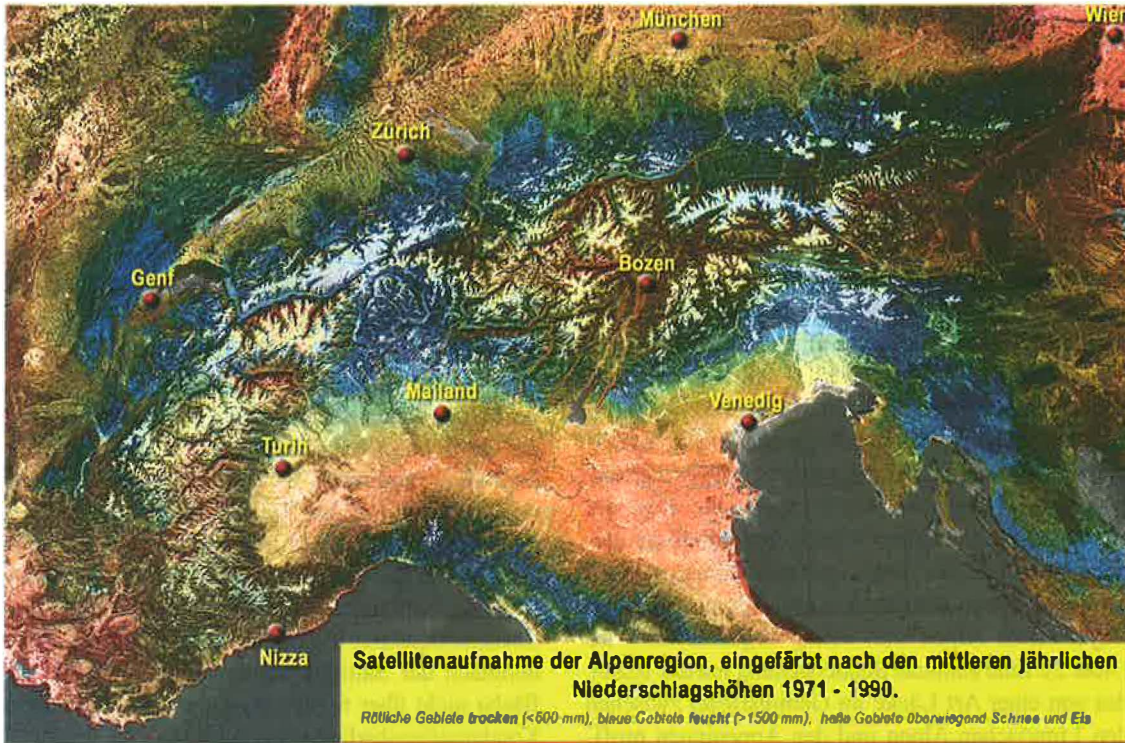 München
Wien
Zürich
Genf
Bozen
Mailand
Venedig
Turin
Nizza
Satellitenaufnahme der Alpenregion, eingefärbt nach den mittleren jährlichen
Niederschlagshöhen 1971 - 1990.
Rötliche Gebiete trocken (<600 mm), blaue Gebiete feucht (>1500 mm), helle Gebiete überwiegend Schnee und Eis